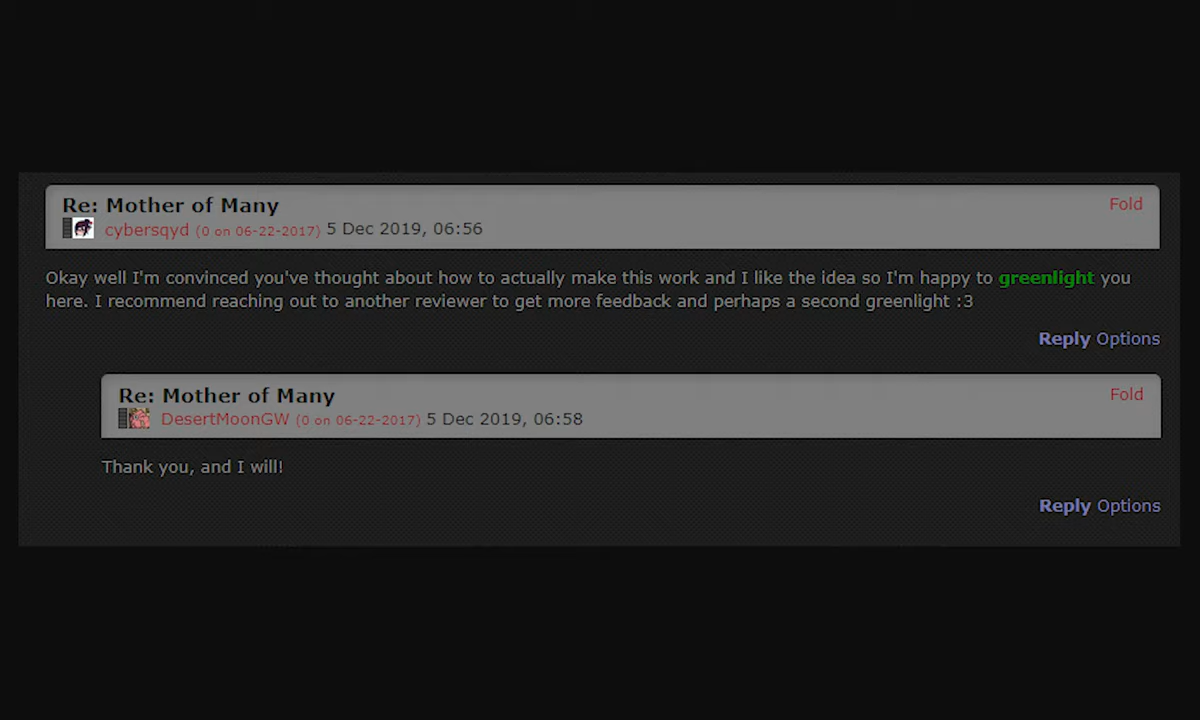 Re: Mother of Many
Fold
cybersqyd (0 on 06-22-2017) 5 Dec 2019, 06:56
Okay well I'm convinced you've thought about how to actually make this work and I like the idea so I'm happy to greenlight you
here. I recommend reaching out to another reviewer to get more feedback and perhaps a second greenlight :3
Reply Options
Re: Mother of Many
Fold
DesertMoonGW (0 on 06-22-2017) 5 Dec 2019, 06:58
Thank you, and I will!
Reply Options